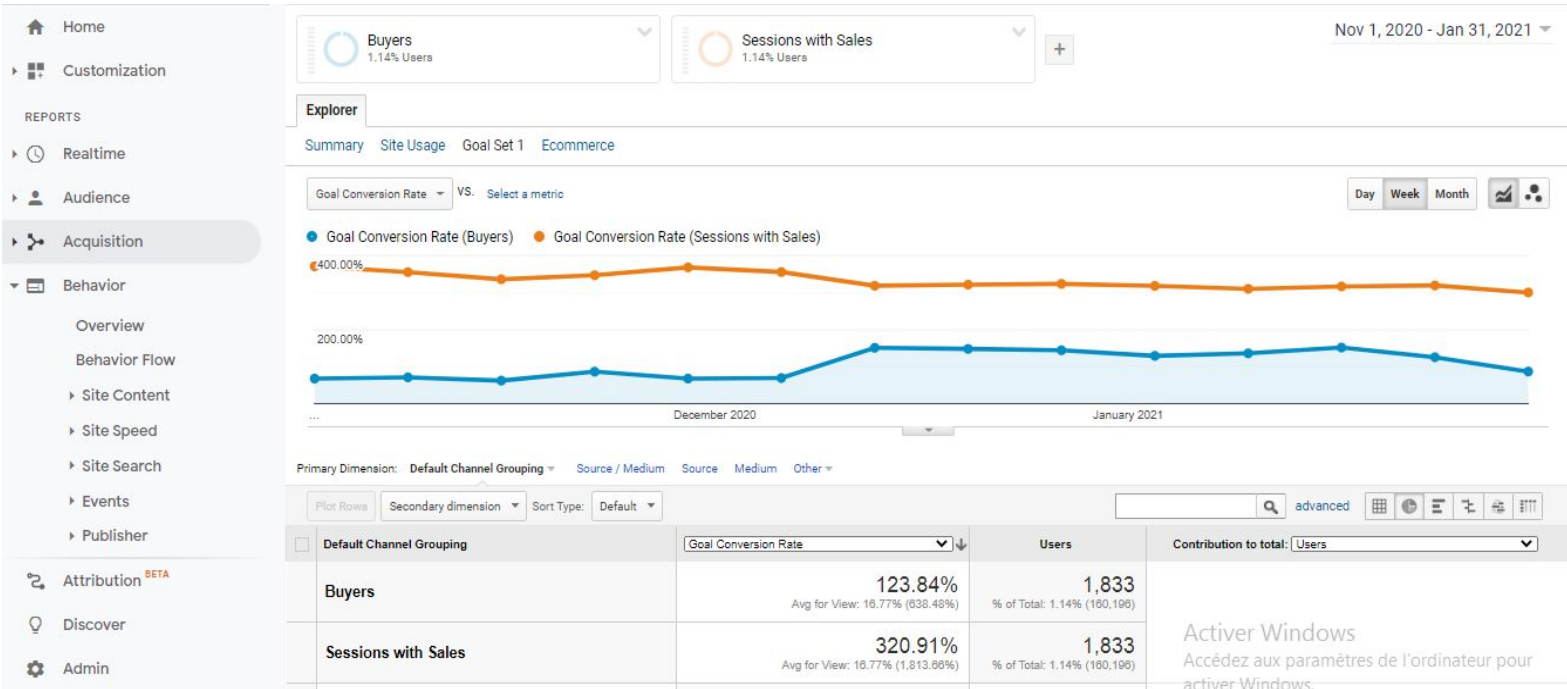 Home
Customization
REPORTS
Realtime
Audience
Acquisition
Behavior
Overview
Behavior Flow
Site Content
Site Speed
Site Search
Events
Publisher
Attribution BETA
Discover
Admin
Buyers
1.14% Users
Sessions with Sales
1.14% Users
+
Nov 1, 2020 - Jan 31, 2021
Explorer
Summary Site Usage Goal Set 1 Ecommerce
Goal Conversion Rate VS. Select a metric
Day Week Month
Goal Conversion Rate (Buyers) Goal Conversion Rate (Sessions with Sales)
400.00%
200.00%
... December 2020 January 2021
Primary Dimension: Default Channel Grouping Source / Medium Source Medium Other
Plot Rows Secondary dimension Sort Type: Default advanced
Default Channel Grouping Goal Conversion Rate Users Contribution to total: Users
Buyers 123.84% 1,833
Avg for View: 16.77% (638.48%) % of Total: 1.14% (160,196)
Sessions with Sales 320.91% 1,833
Avg for View: 16.77% (1,813.66%) % of Total: 1.14% (160,196)
Activer Windows
Accédez aux paramètres de l'ordinateur pour
activer Windows.